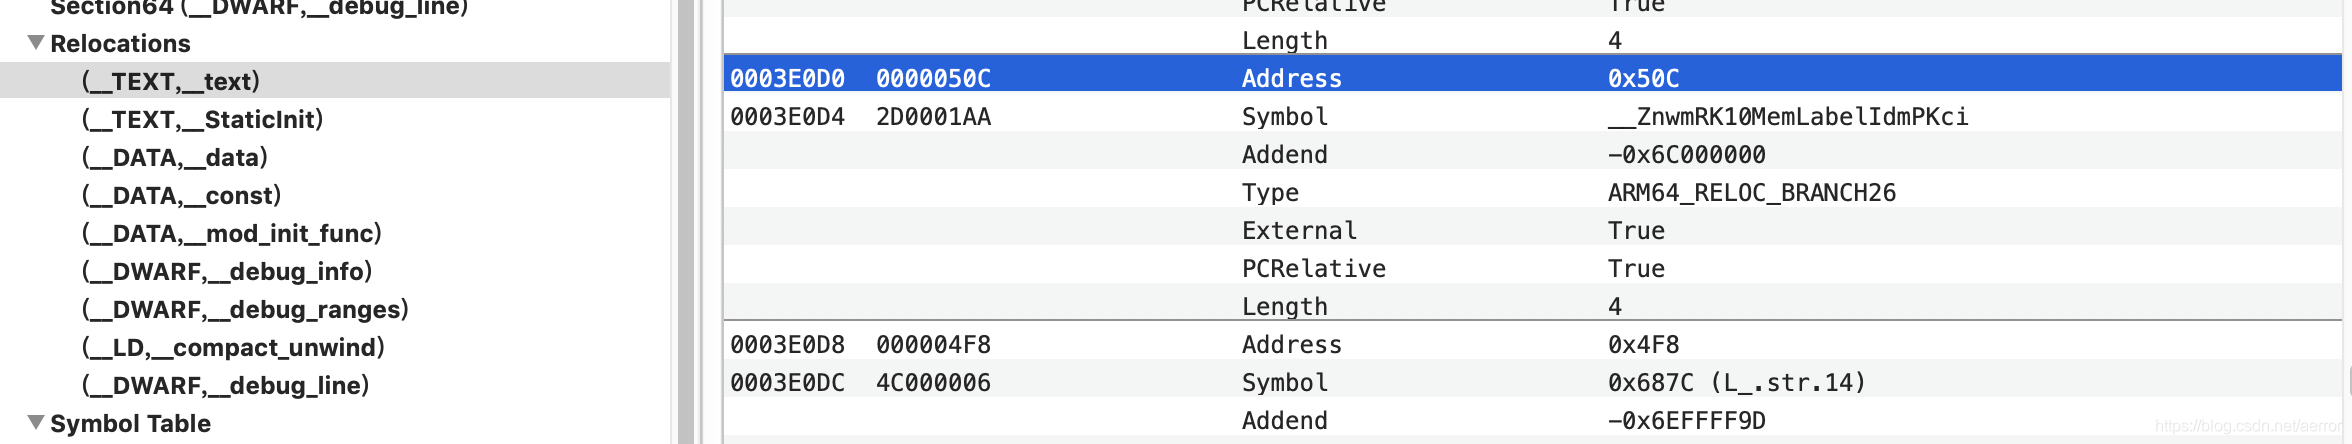 Section64 (__DWARF,__debug_line)
Relocations
(__TEXT,__text)
(__TEXT,__StaticInit)
(__DATA,__data)
(__DATA,__const)
(__DATA,__mod_init_func)
(__DWARF,__debug_info)
(__DWARF,__debug_ranges)
(__LD,__compact_unwind)
(__DWARF,__debug_line)
Symbol Table
PCRelative True
Length 4
0003E0D0 0000050C Address 0x50C
0003E0D4 2D0001AA Symbol __ZnwmRK10MemLabelIdmPKci
Addend -0x6C000000
Type ARM64_RELOC_BRANCH26
External True
PCRelative True
Length 4
0003E0D8 000004F8 Address 0x4F8
0003E0DC 4C000006 Symbol 0x687C (L_.str.14)
Addend -0x6EFFFF9D
https://blog.csdn.net/aerror